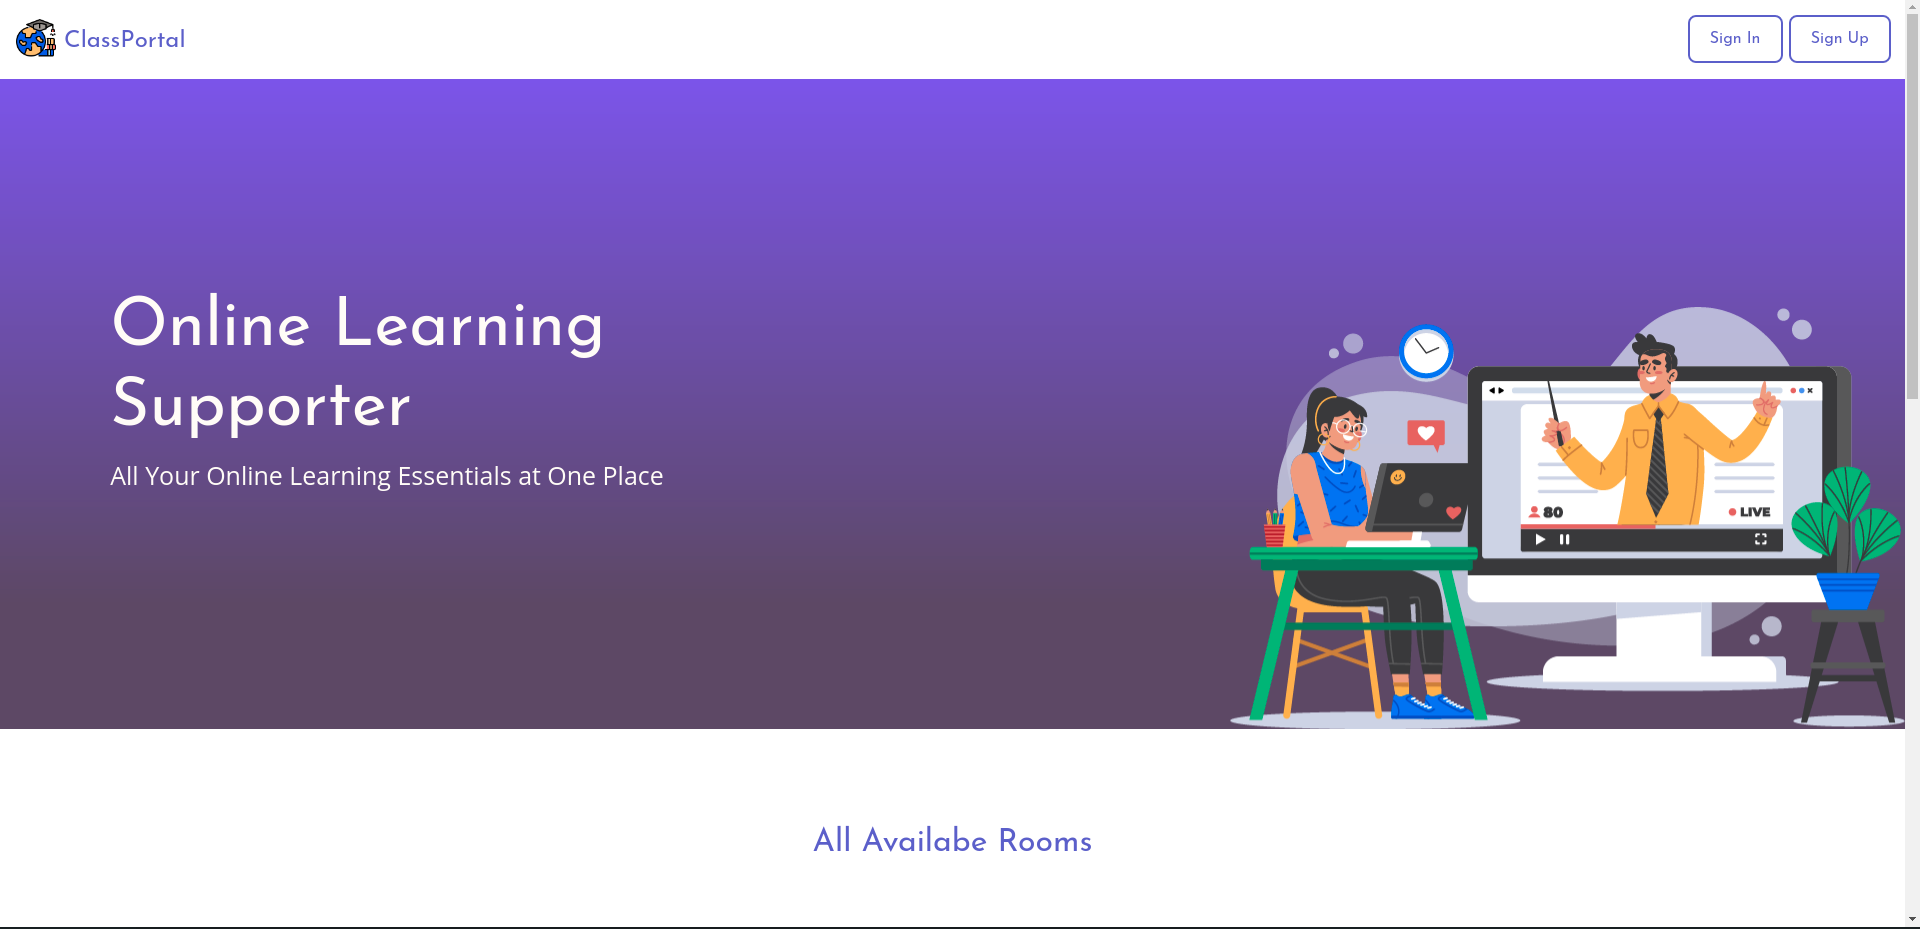 ClassPortal
Sign In
Sign Up
Online Learning
Supporter
All Your Online Learning Essentials at One Place
80
LIVE
All Availabe Rooms